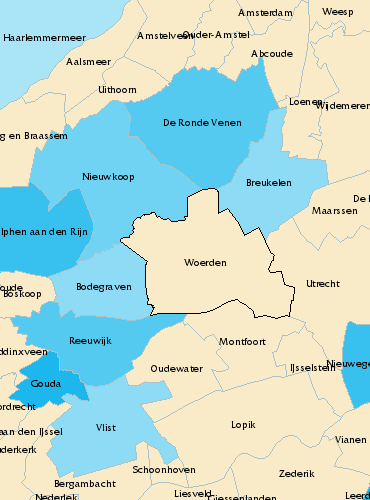 Amsterdam
Weesp
Haarlemmermeer
Amstelveen
Ouder-Amstel
Abcoude
Aalsmeer
Uithoorn
Loenen
Wijdemeren
De Ronde Venen
g en Braassem
Nieuwkoop
Breukelen
De
Maarssen
lphen aan den Rijn
Woerden
Utrecht
oude
Boskoop
Bodegraven
Reeuwijk
Montfoort
ddinxveen
Oudewater
IJsselstein
Nieuwege
Gouda
ordrecht
Vlist
Lopik
aan den IJssel
Vianen
uderkerk
Schoonhoven
Zederik
Bergambacht
Liesveld
Giessenlanden
Leerd
Nederlek